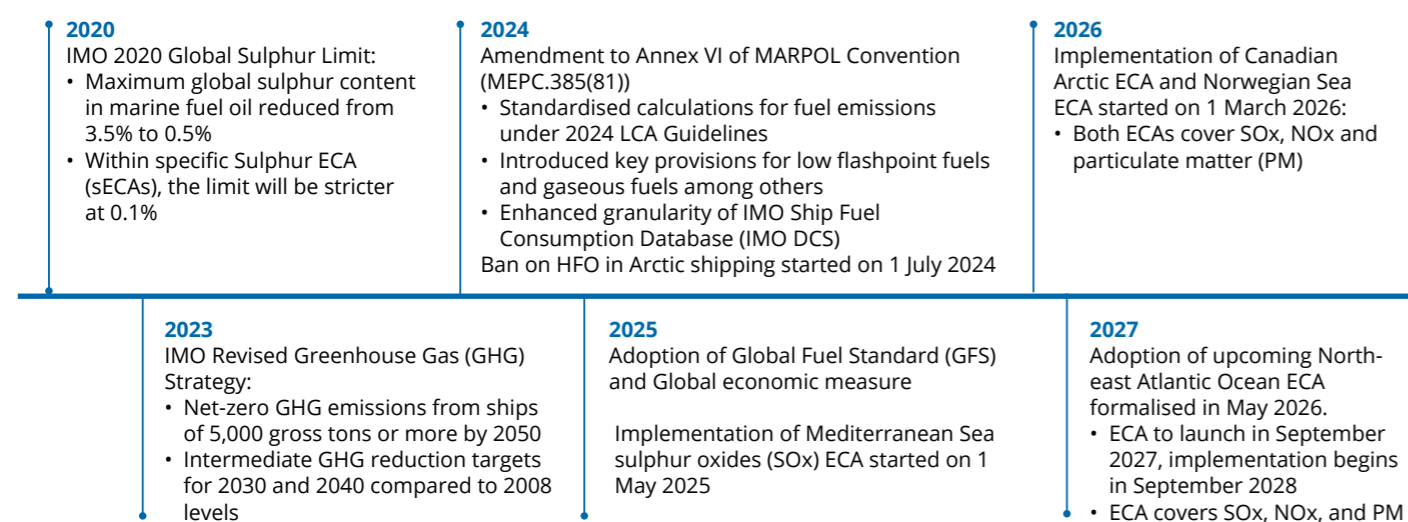 2020
IMO 2020 Global Sulphur Limit:
• Maximum global sulphur content
in marine fuel oil reduced from
3.5% to 0.5%
• Within specific Sulphur ECA
(sECAs), the limit will be stricter
at 0.1%
2024
Amendment to Annex VI of MARPOL Convention
(MEPC.385(81))
• Standardised calculations for fuel emissions
under 2024 LCA Guidelines
• Introduced key provisions for low flashpoint fuels
and gaseous fuels among others
• Enhanced granularity of IMO Ship Fuel
Consumption Database (IMO DCS)
Ban on HFO in Arctic shipping started on 1 July 2024
2026
Implementation of Canadian
Arctic ECA and Norwegian Sea
ECA started on 1 March 2026:
• Both ECAs cover SOx, NOx and
particulate matter (PM)
2023
IMO Revised Greenhouse Gas (GHG)
Strategy:
• Net-zero GHG emissions from ships
of 5,000 gross tons or more by 2050
• Intermediate GHG reduction targets
for 2030 and 2040 compared to 2008
levels
2025
Adoption of Global Fuel Standard (GFS)
and Global economic measure
Implementation of Mediterranean Sea
sulphur oxides (SOx) ECA started on 1
May 2025
2027
Adoption of upcoming North-
east Atlantic Ocean ECA
formalised in May 2026.
• ECA to launch in September
2027, implementation begins
in September 2028
• ECA covers SOx, NOx, and PM